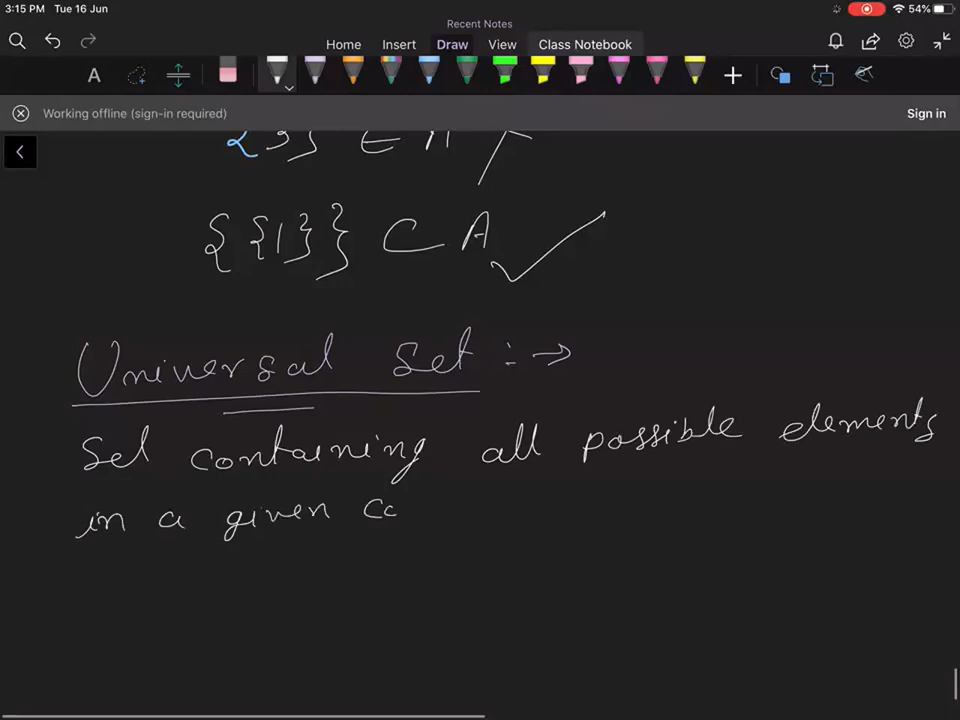 3:15 PM Tue 16 Jun
54%
Recent Notes
Home Insert Draw View Class Notebook
A
Working offline (sign-in required) Sign in
{{1}} ⊂ A ✓
Universal Set :→
Set containing all possible elements
in a given